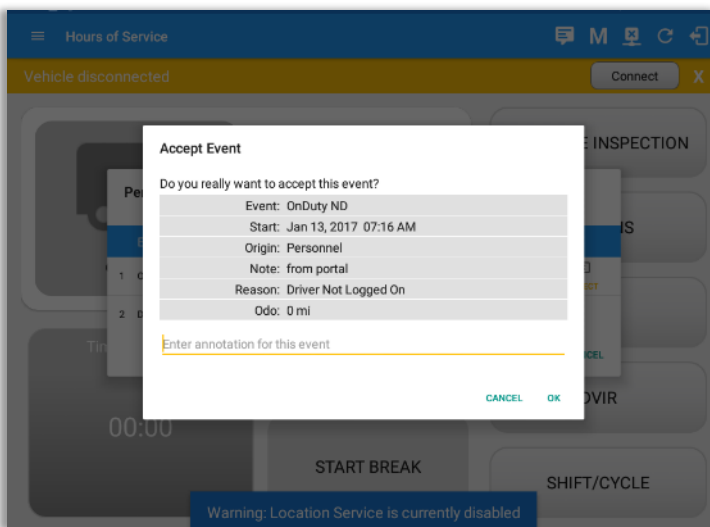 Hours of Service
M
Vehicle disconnected
Connect
X
INSPECTION
Accept Event
Do you really want to accept this event?
Event: OnDuty ND
Start: Jan 13, 2017 07:16 AM
Origin: Personnel
Note: from portal
Reason: Driver Not Logged On
Odo: 0 mi
Enter annotation for this event
CANCEL
OK
1
2
00:00
START BREAK
SHIFT/CYCLE
Warning: Location Service is currently disabled